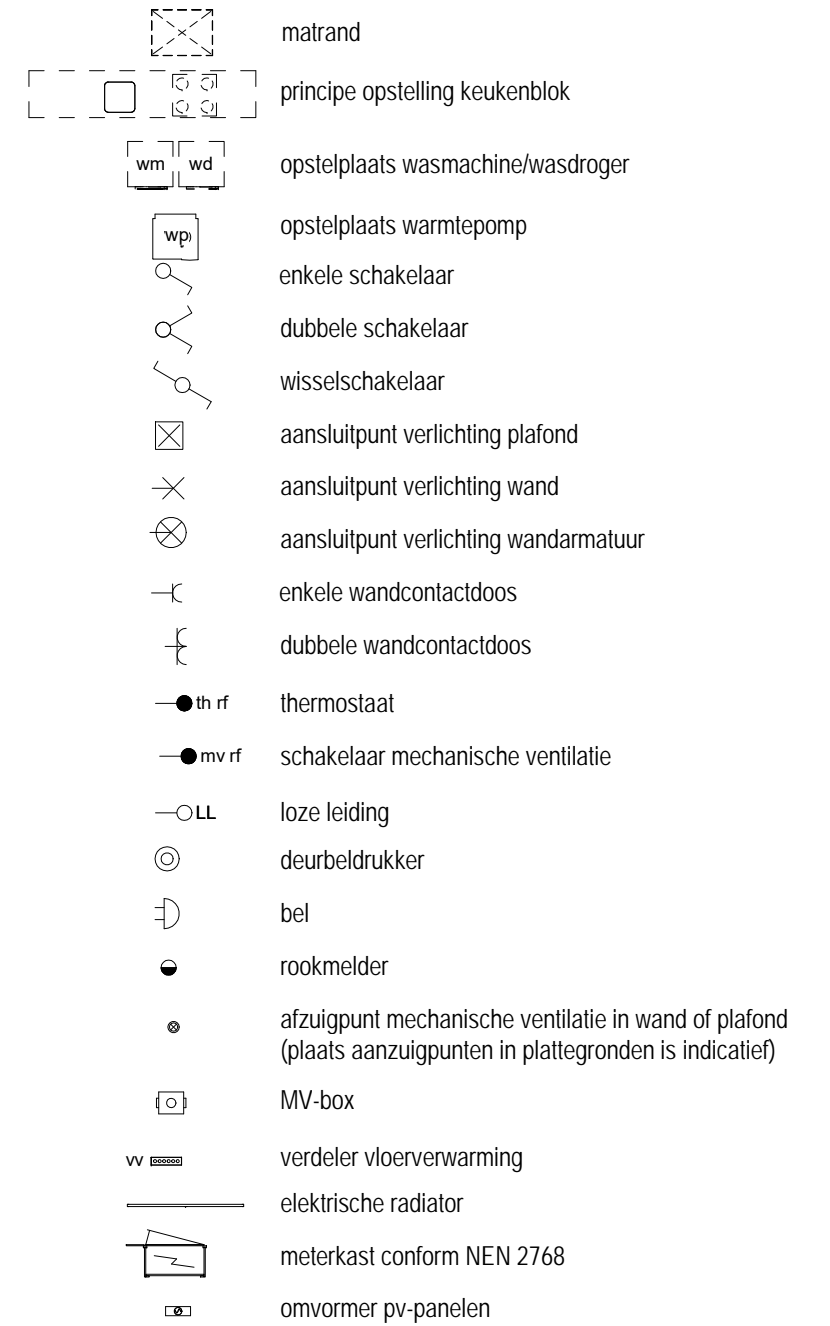 matrand
principe opstelling keukenblok
wm wd opstelplaats wasmachine/wasdroger
wp opstelplaats warmtepomp
enkele schakelaar
dubbele schakelaar
wisselschakelaar
aansluitpunt verlichting plafond
aansluitpunt verlichting wand
aansluitpunt verlichting wandarmatuur
enkele wandcontactdoos
dubbele wandcontactdoos
th rf thermostaat
mv rf schakelaar mechanische ventilatie
LL loze leiding
deurbeldrukker
bel
rookmelder
afzuigpunt mechanische ventilatie in wand of plafond
(plaats aanzuigpunten in plattegronden is indicatief)
MV-box
VV verdeler vloerverwarming
elektrische radiator
meterkast conform NEN 2768
omvormer pv-panelen